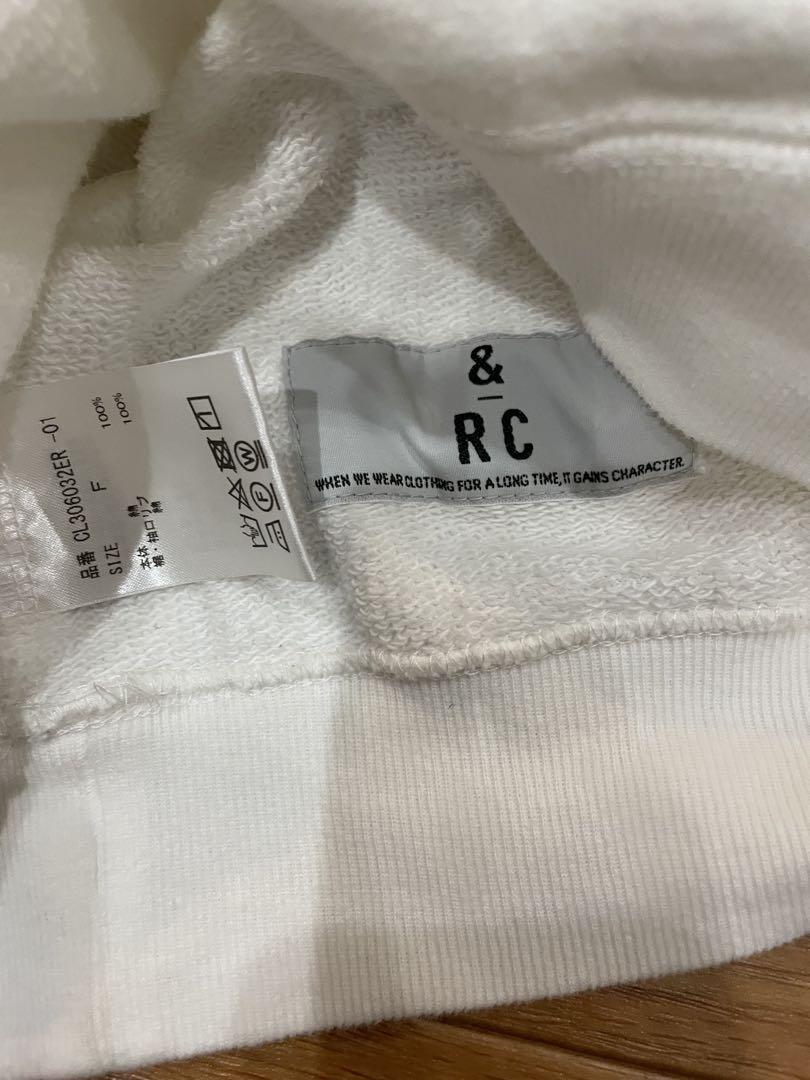 品番 CL306032ER -01
SIZE F
本体 綿 100%
裾・袖口リブ 綿 100%
F W
&
RC
WHEN WE WEAR CLOTHING FOR A LONG TIME, IT GAINS CHARACTER.